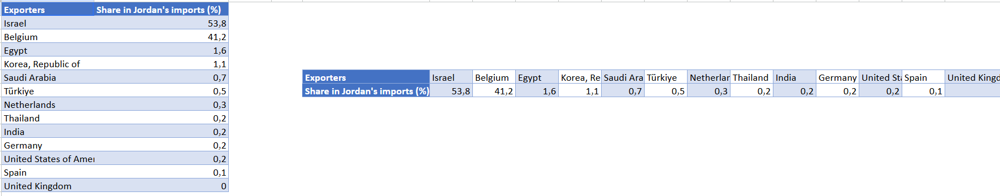 Exporters Share in Jordan's imports (%)
Israel 53,8
Belgium 41,2
Egypt 1,6
Korea, Republic of 1,1
Saudi Arabia 0,7
Türkiye 0,5
Netherlands 0,3
Thailand 0,2
India 0,2
Germany 0,2
United States of Amer 0,2
Spain 0,1
United Kingdom 0
Exporters Israel Belgium Egypt Korea, Re Saudi Ara Türkiye Netherlar Thailand India Germany United Sta Spain United Kingd
Share in Jordan's imports (%) 53,8 41,2 1,6 1,1 0,7 0,5 0,3 0,2 0,2 0,2 0,2 0,1